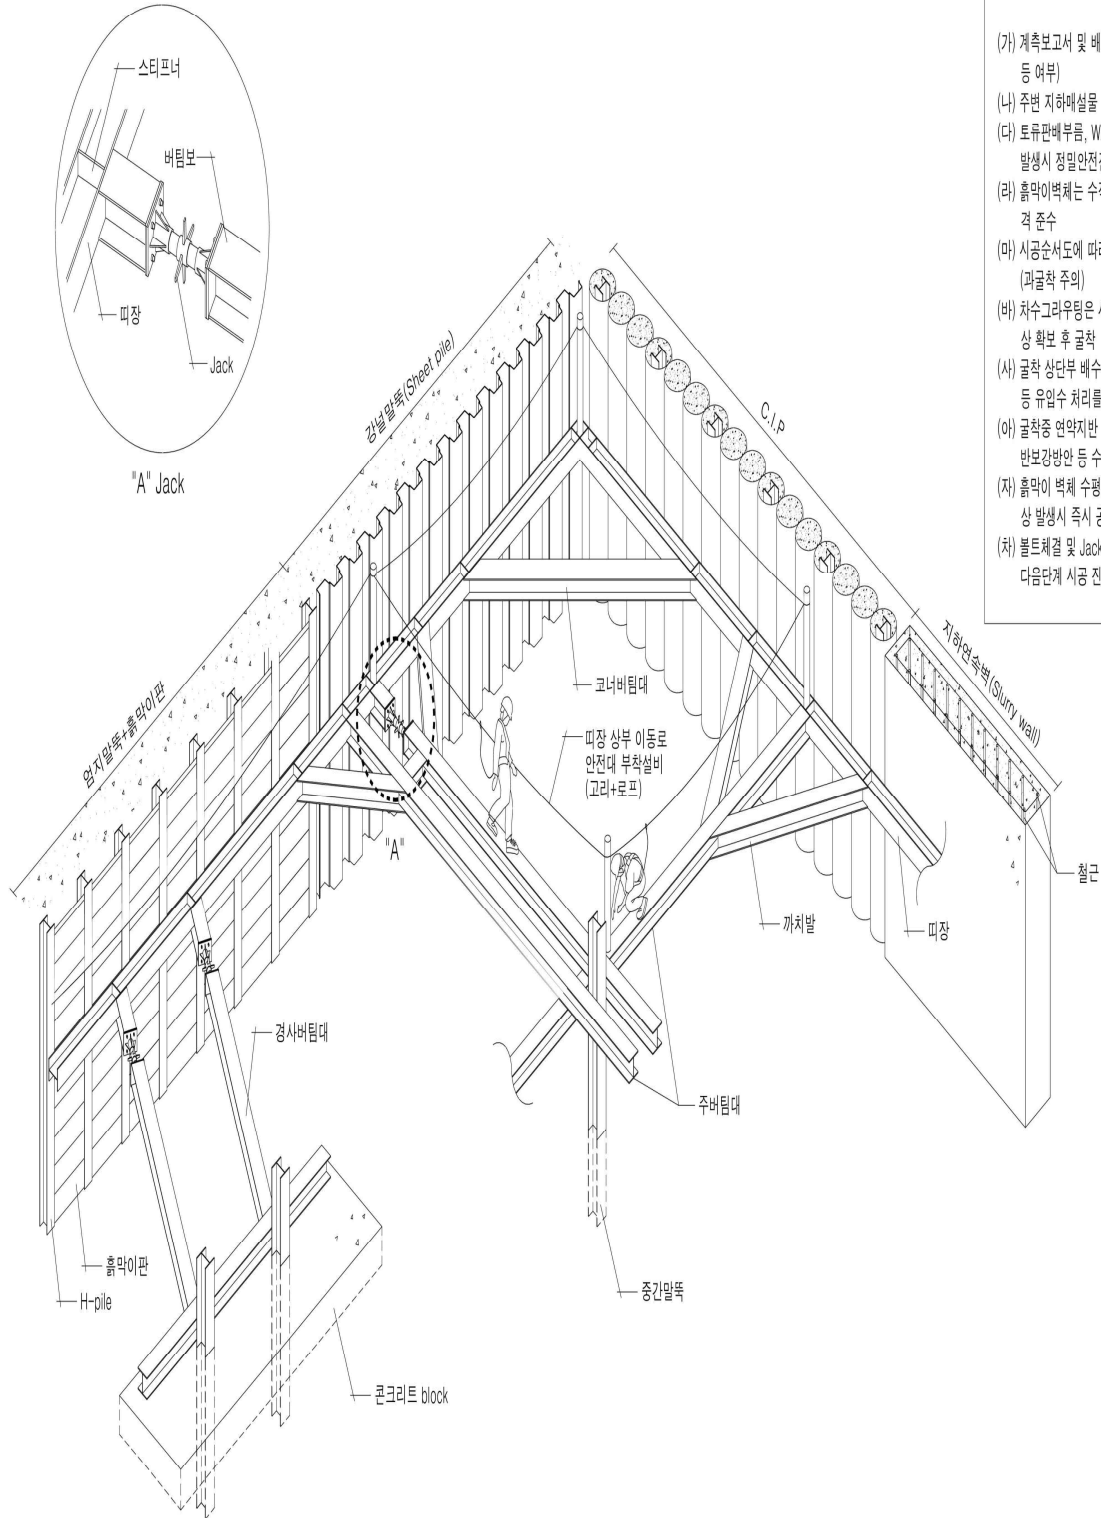 스티프너
버팀보
띠장
Jack
"A" Jack
강널말뚝(Sheet pile)
C.I.P
지하연속벽(Slurry wall)
엄지말뚝+흙막이판
코너버팀대
띠장 상부 이동로
안전대 부착설비
(고리+로프)
"A"
철근
까치발
띠장
경사버팀대
주버팀대
흙막이판
H-pile
중간말뚝
콘크리트 block
(가) 계측보고서 및 배
등 여부)
(나) 주변 지하매설물
(다) 토류판배부름, W
발생시 정밀안전
(라) 흙막이벽체는 수
격 준수
(마) 시공순서도에 따
(과굴착 주의)
(바) 차수그라우팅은
상 확보 후 굴착
(사) 굴착 상단부 배수
등 유입수 처리를
(아) 굴착중 연약지반
반보강방안 등 수
(자) 흙막이 벽체 수평
상 발생시 즉시 공
(차) 볼트체결 및 Jack
다음단계 시공 진